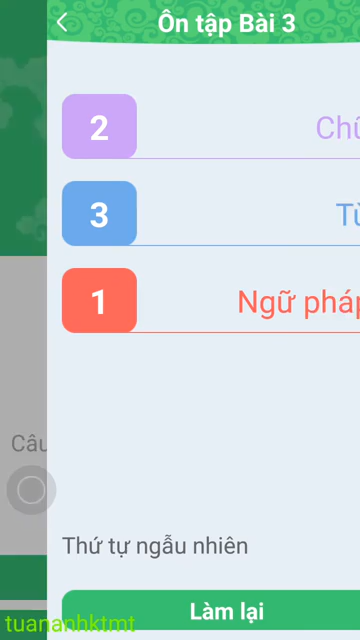 Ôn tập Bài 3
2
3
1
Ngữ pháp
Câu
Thứ tự ngẫu nhiên
Làm lại
tuananhktmt